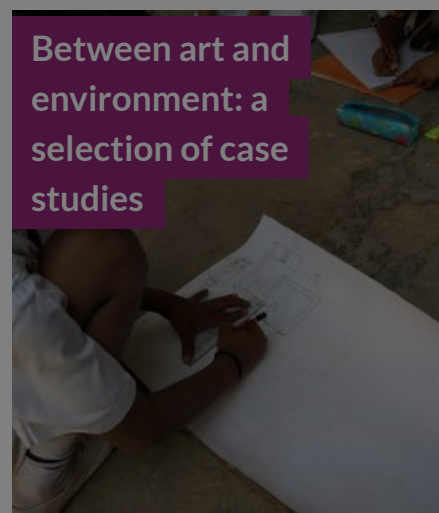 Between art and
environment: a
selection of case
studies